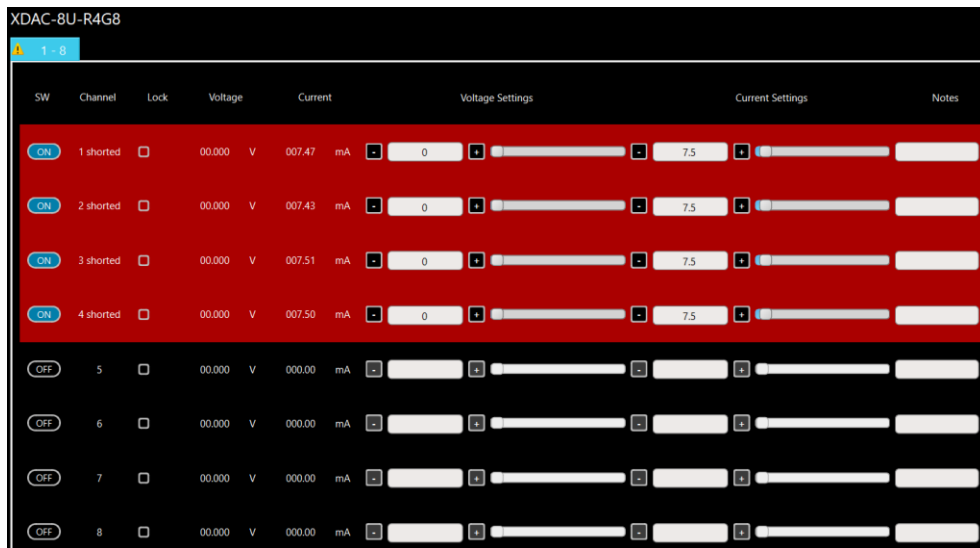 XDAC-8U-R4G8
1 - 8
SW Channel Lock Voltage Current Voltage Settings Current Settings Notes
ON 1 shorted 00.000 V 007.47 mA - 0 + - 7.5 +
ON 2 shorted 00.000 V 007.43 mA - 0 + - 7.5 +
ON 3 shorted 00.000 V 007.51 mA - 0 + - 7.5 +
ON 4 shorted 00.000 V 007.50 mA - 0 + - 7.5 +
OFF 5 00.000 V 000.00 mA - + - +
OFF 6 00.000 V 000.00 mA - + - +
OFF 7 00.000 V 000.00 mA - + - +
OFF 8 00.000 V 000.00 mA - + - +